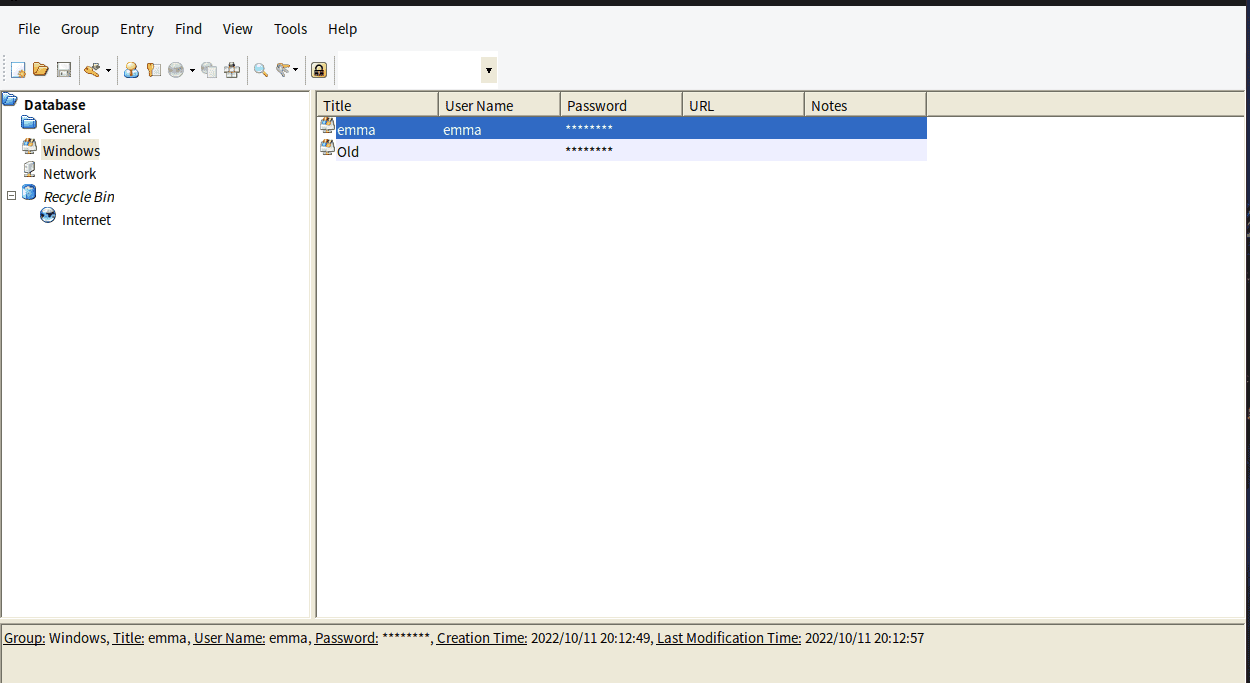 File Group Entry Find View Tools Help
Database
General
Windows
Network
Recycle Bin
Internet
Title User Name Password URL Notes
emma emma ********
Old ********
Group: Windows, Title: emma, User Name: emma, Password: ********, Creation Time: 2022/10/11 20:12:49, Last Modification Time: 2022/10/11 20:12:57